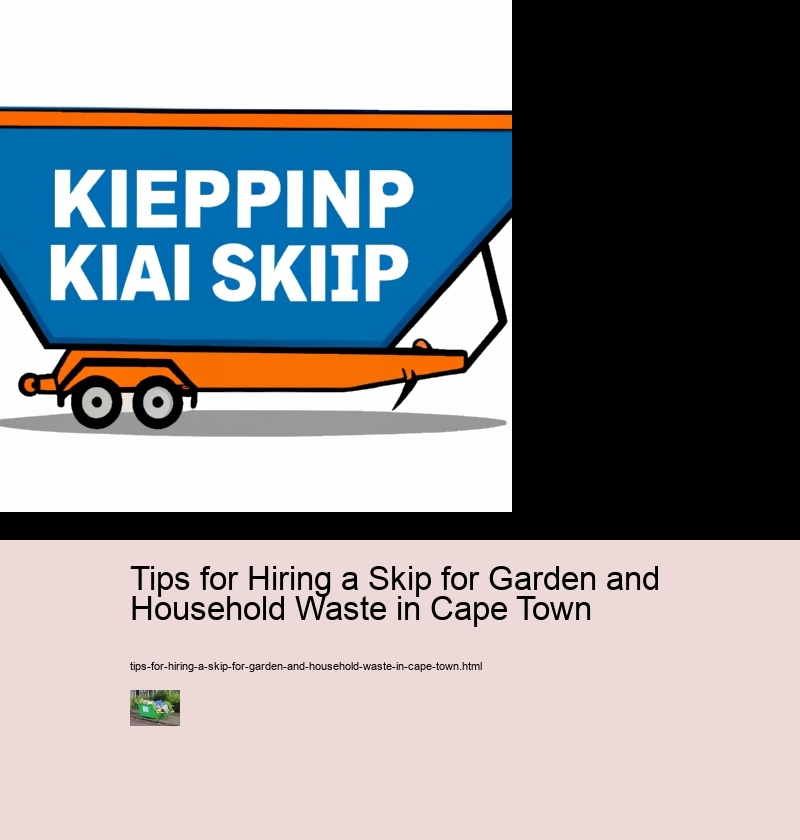 KIEPPINP
KIAI SKIIP
Tips for Hiring a Skip for Garden and
Household Waste in Cape Town
tips-for-hiring-a-skip-for-garden-and-household-waste-in-cape-town.html